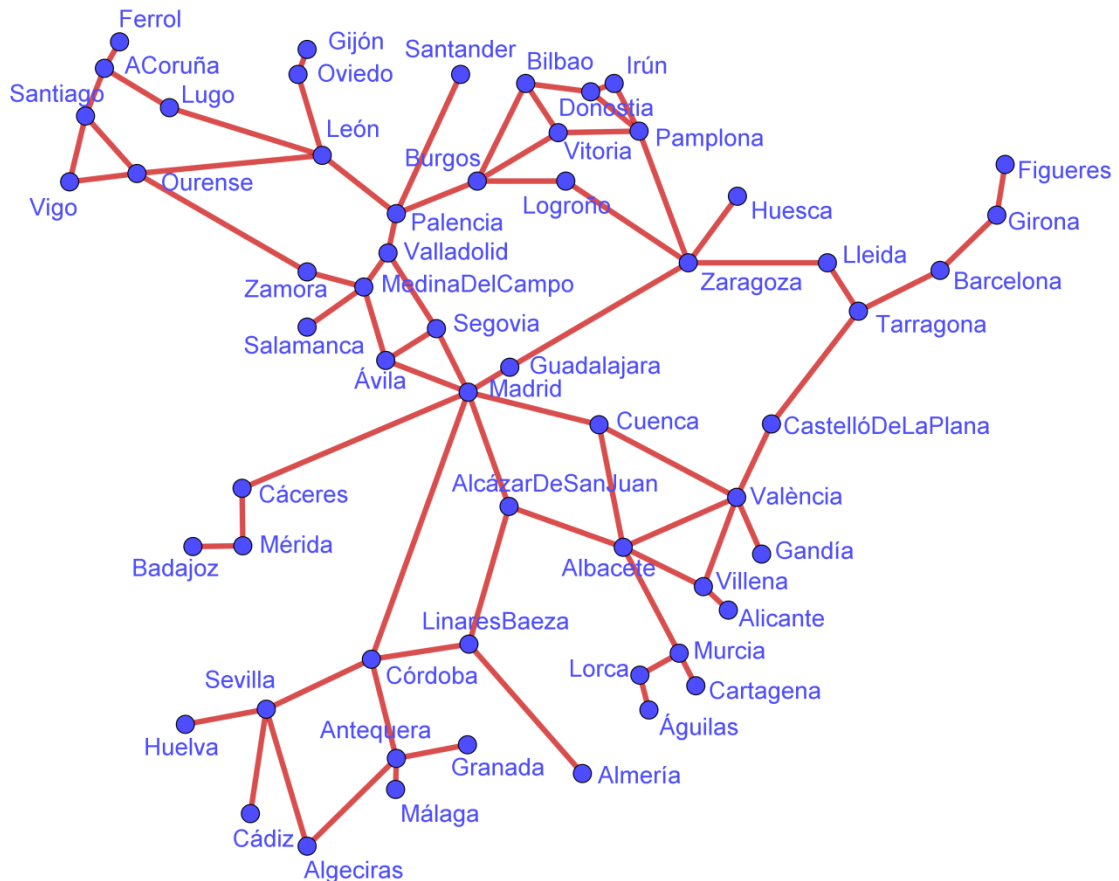 Ferrol
Gijón
Santander
Bilbao
Irún
ACoruña
Oviedo
Santiago
Lugo
Donostia
León
Vitoria
Pamplona
Burgos
Figueres
Vigo
Ourense
Logroño
Huesca
Palencia
Girona
Valladolid
Lleida
Zamora
MedinaDelCampo
Zaragoza
Barcelona
Segovia
Tarragona
Salamanca
Ávila
Guadalajara
Madrid
Cuenca
CastellóDeLaPlana
AlcázarDeSanJuan
Cáceres
València
Badajoz
Mérida
Albacete
Gandía
Villena
Alicante
LinaresBaeza
Murcia
Lorca
Córdoba
Sevilla
Cartagena
Águilas
Antequera
Huelva
Granada
Almería
Málaga
Cádiz
Algeciras